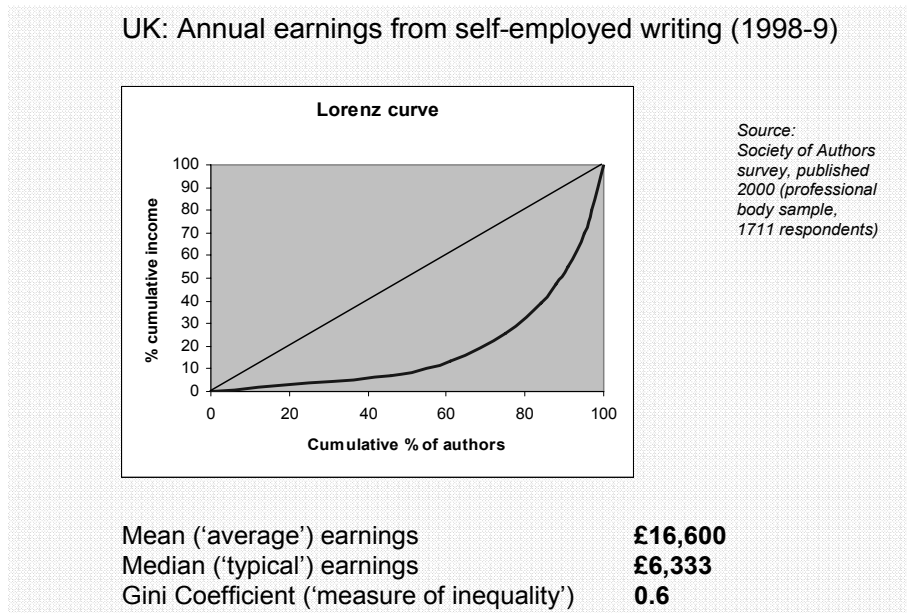 UK: Annual earnings from self-employed writing (1998-9)
Lorenz curve
Source:
Society of Authors
survey, published
2000 (professional
body sample,
1711 respondents)
% cumulative income
100
90
80
70
60
50
40
30
20
10
0
0 20 40 60 80 100
Cumulative % of authors
Mean (‘average’) earnings £16,600
Median (‘typical’) earnings £6,333
Gini Coefficient (‘measure of inequality’) 0.6